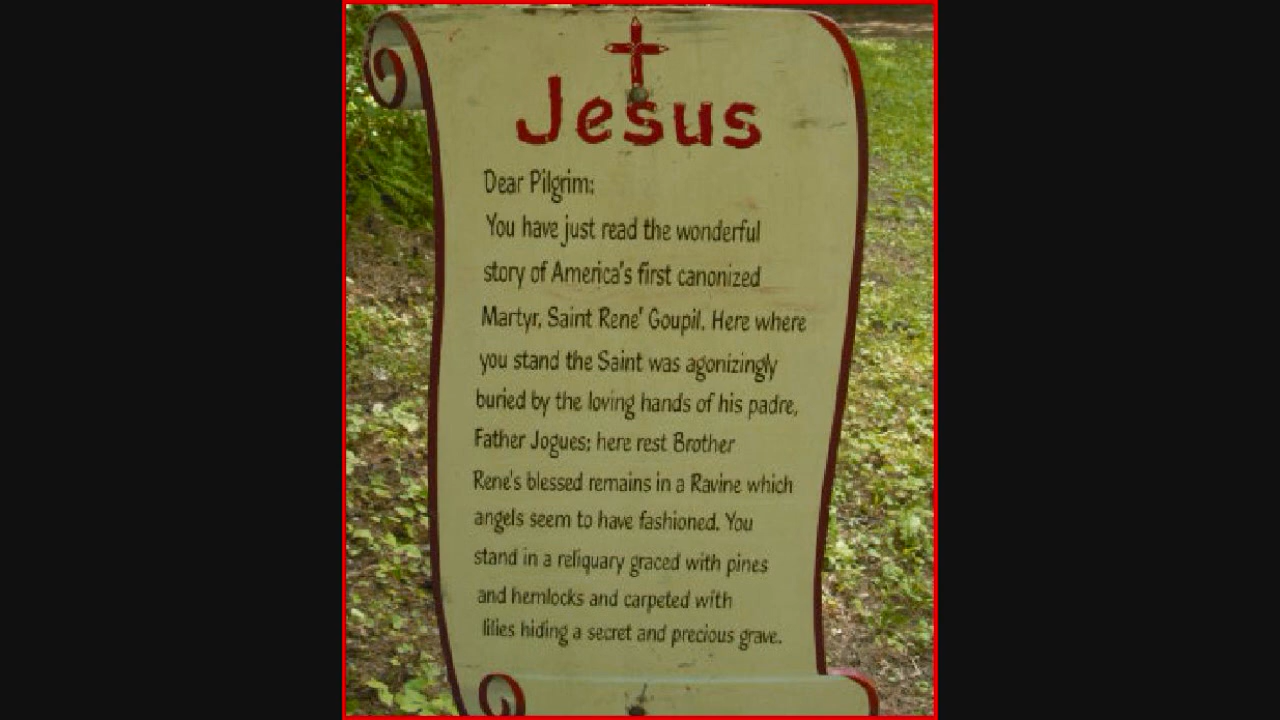 Jesus
Dear Pilgrim:
You have just read the wonderful
story of America's first canonized
Martyr, Saint Rene' Goupil. Here where
you stand the Saint was agonizingly
buried by the loving hands of his padre,
Father Jogues; here rest Brother
Rene's blessed remains in a Ravine which
angels seem to have fashioned. You
stand in a reliquary graced with pines
and hemlocks and carpeted with
lilies hiding a secret and precious grave.